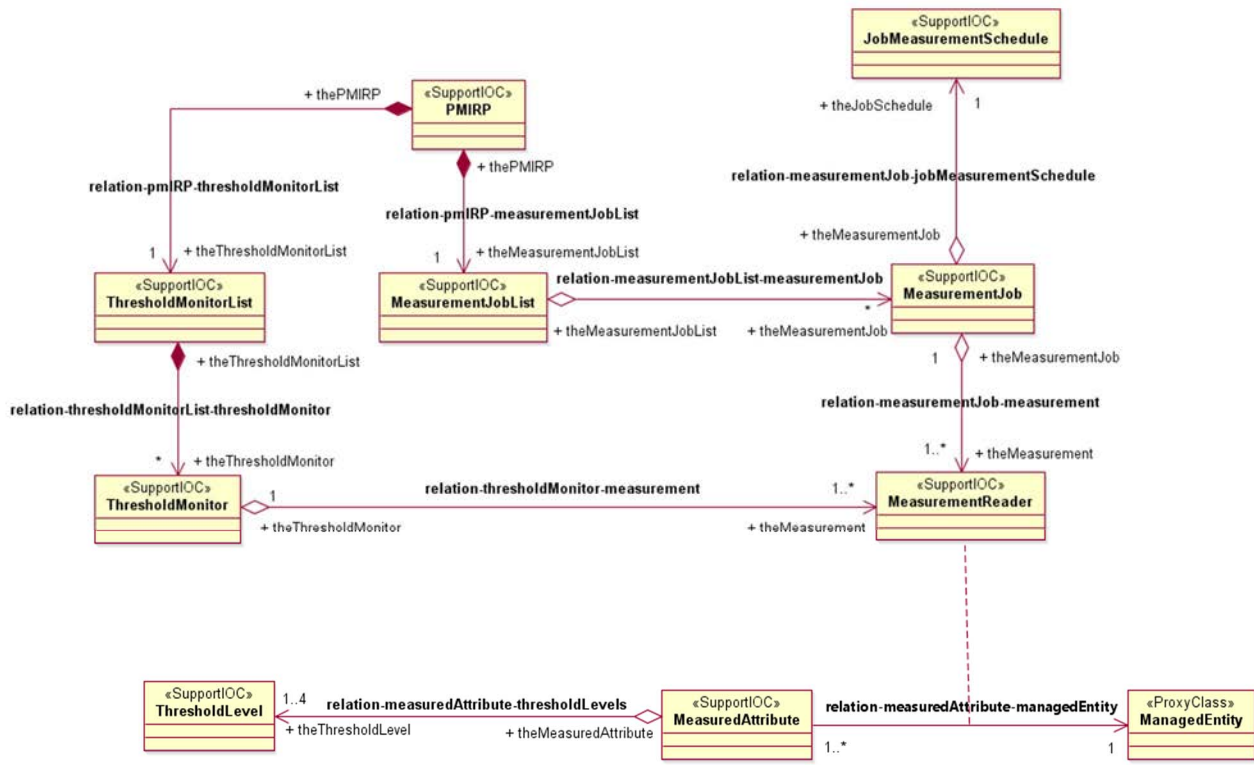 «SupportIOC»
JobMeasurementSchedule
+ thePMIRP
«SupportIOC»
PMIRP
+ theJobSchedule
1
+ thePMIRP
relation-measurementJob-jobMeasurementSchedule
relation-pmIRP-thresholdMonitorList
relation-pmIRP-measurementJobList
+ theMeasurementJob
1
+ theThresholdMonitorList
1
+ theMeasurementJobList
«SupportIOC»
ThresholdMonitorList
«SupportIOC»
MeasurementJobList
relation-measurementJobList-measurementJob
«SupportIOC»
MeasurementJob
*
+ theMeasurementJobList
+ theMeasurementJob
+ theThresholdMonitorList
1
+ theMeasurementJob
relation-thresholdMonitorList-thresholdMonitor
relation-measurementJob-measurement
*
+ theThresholdMonitor
1..*
+ theMeasurement
«SupportIOC»
ThresholdMonitor
1
relation-thresholdMonitor-measurement
1..*
«SupportIOC»
MeasurementReader
+ theThresholdMonitor
+ theMeasurement
«SupportIOC»
ThresholdLevel
1..4
relation-measuredAttribute-thresholdLevels
«SupportIOC»
MeasuredAttribute
relation-measuredAttribute-managedEntity
«ProxyClass»
ManagedEntity
+ theThresholdLevel
+ theMeasuredAttribute
1..*
1